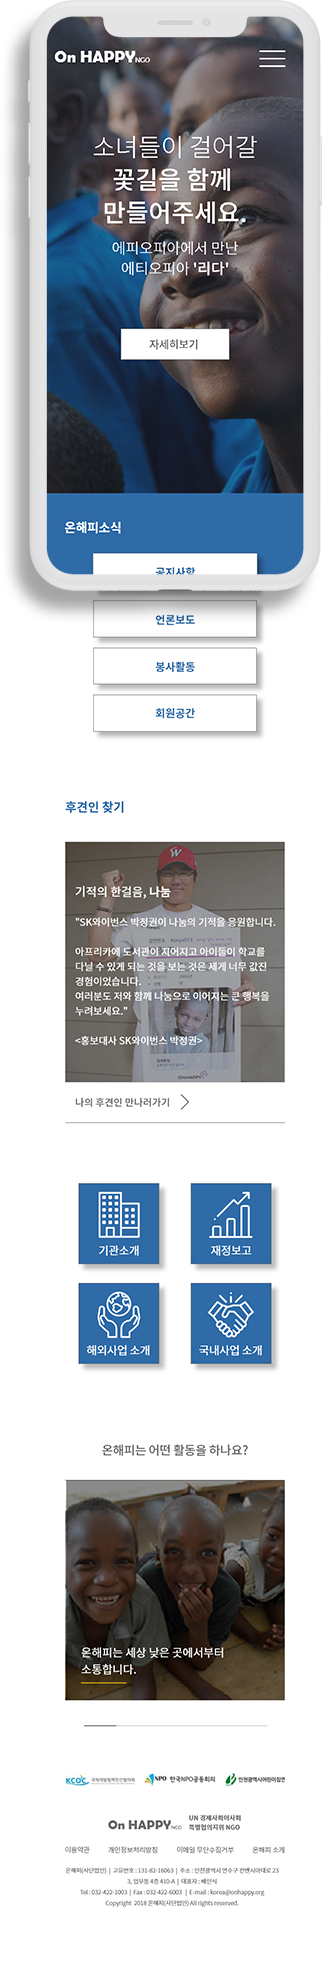 On HAPPY NGO
소녀들이 걸어갈
꽃길을 함께
만들어주세요.
에피오피아에서 만난
에티오피아 '리다'
자세히보기
온해피소식
공지사항
언론보도
봉사활동
회원공간
후견인 찾기
기적의 한걸음, 나눔
"SK와이번스 박정권이 나눔의 기적을 응원합니다.
아프리카에 도서관이 지어지고 아이들이 학교를
다닐 수 있게 되는 것을 보는 것은 제게 너무 값진
경험이었습니다.
여러분도 저와 함께 나눔으로 이어지는 큰 행복을
누려보세요."
<홍보대사 SK와이번스 박정권>
나의 후견인 만나러가기
기관소개
재정보고
해외사업 소개
국내사업 소개
온해피는 어떤 활동을 하나요?
온해피는 세상 낮은 곳에서부터
소통합니다.
KCOC 국제개발협력민간협의회
NPO 한국NPO공동회의
인천광역시어린이집연
On HAPPY NGO
UN 경제사회이사회
특별협의지위 NGO
이용약관 개인정보처리방침 이메일 무단수집거부 온해피 소개
온해피(사단법인) | 고유번호 : 131-82-16063 | 주소 : 인천광역시 연수구 컨벤시아대로 23
3, 업무동 4층 410-A | 대표자 : 배인식
Tel : 032-422-1003 | Fax : 032-422-6003 | E-mail : korea@onhappy.org
Copyright 2018 온해피(사단법인) All rights reserved.